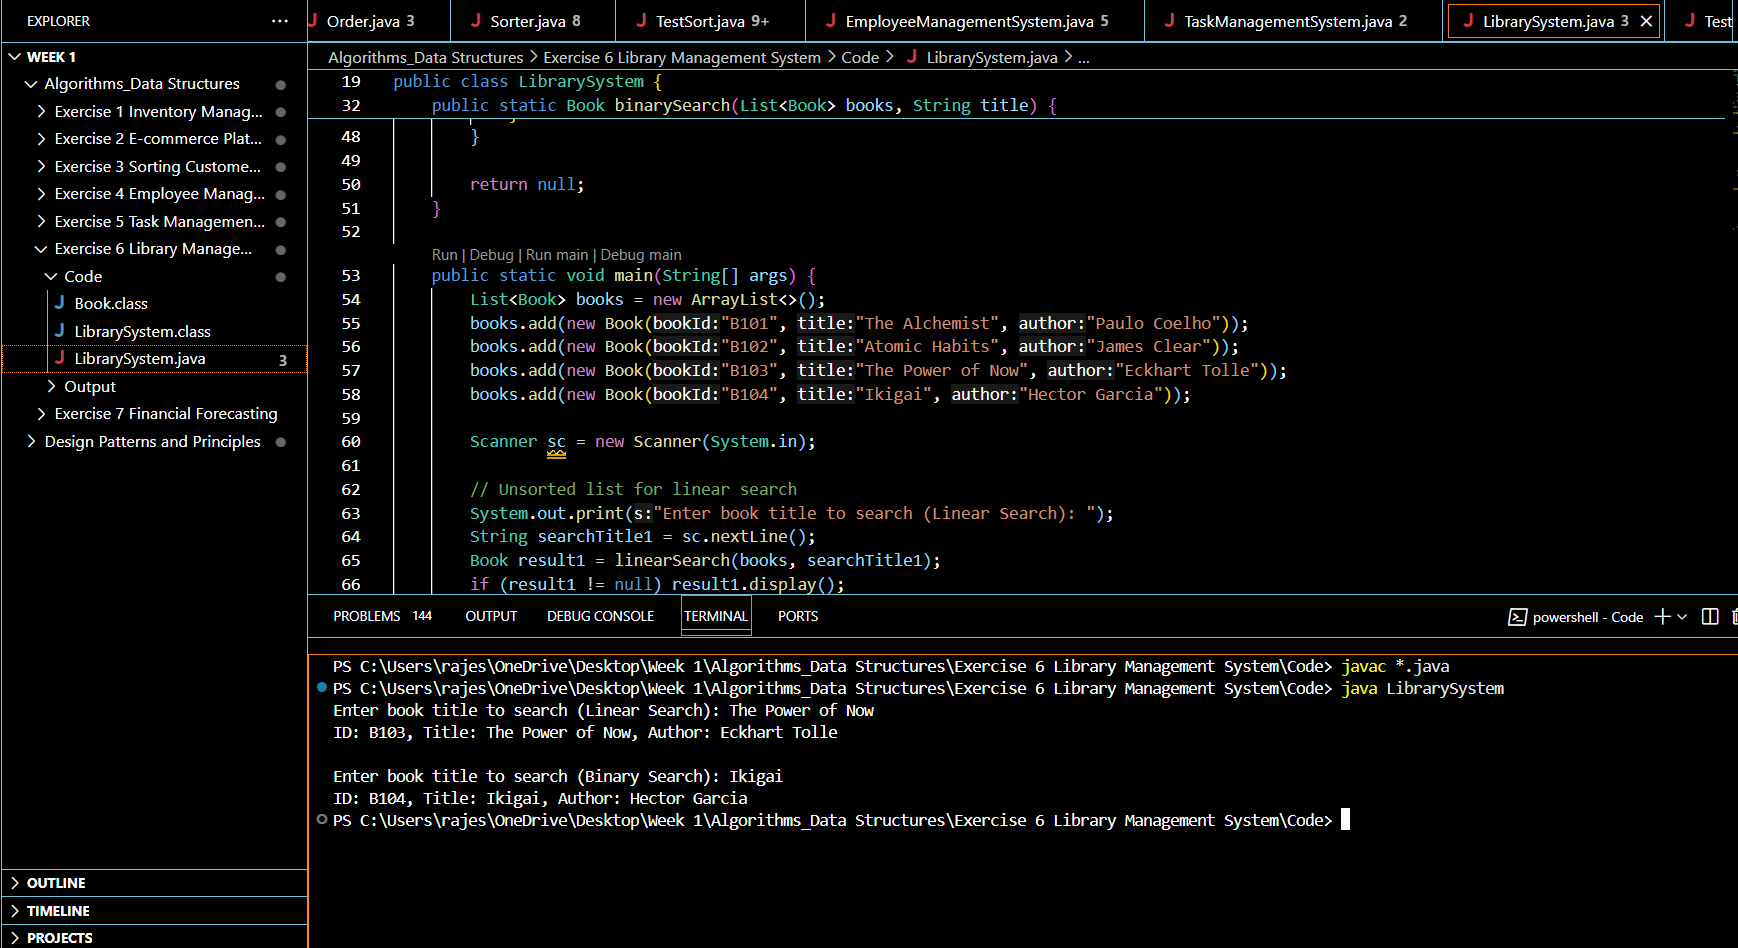 EXPLORER ···
WEEK 1
Algorithms_Data Structures
Exercise 1 Inventory Manag...
Exercise 2 E-commerce Plat...
Exercise 3 Sorting Custome...
Exercise 4 Employee Manag...
Exercise 5 Task Managemen...
Exercise 6 Library Manage...
Code
J Book.class
J LibrarySystem.class
J LibrarySystem.java 3
Output
Exercise 7 Financial Forecasting
Design Patterns and Principles
OUTLINE
TIMELINE
PROJECTS
J Order.java 3 J Sorter.java 8 J TestSort.java 9+ J EmployeeManagementSystem.java 5 J TaskManagementSystem.java 2 J LibrarySystem.java 3 J Test
Algorithms_Data Structures > Exercise 6 Library Management System > Code > J LibrarySystem.java > ...
19 public class LibrarySystem {
32 public static Book binarySearch(List<Book> books, String title) {
48 }
49
50 return null;
51 }
52
Run | Debug | Run main | Debug main
53 public static void main(String[] args) {
54 List<Book> books = new ArrayList<>();
55 books.add(new Book(bookId:"B101", title:"The Alchemist", author:"Paulo Coelho"));
56 books.add(new Book(bookId:"B102", title:"Atomic Habits", author:"James Clear"));
57 books.add(new Book(bookId:"B103", title:"The Power of Now", author:"Eckhart Tolle"));
58 books.add(new Book(bookId:"B104", title:"Ikigai", author:"Hector Garcia"));
59
60 Scanner sc = new Scanner(System.in);
61
62 // Unsorted list for linear search
63 System.out.print(s:"Enter book title to search (Linear Search): ");
64 String searchTitle1 = sc.nextLine();
65 Book result1 = linearSearch(books, searchTitle1);
66 if (result1 != null) result1.display();
PROBLEMS 144 OUTPUT DEBUG CONSOLE TERMINAL PORTS powershell - Code
PS C:\Users\rajes\OneDrive\Desktop\Week 1\Algorithms_Data Structures\Exercise 6 Library Management System\Code> javac *.java
PS C:\Users\rajes\OneDrive\Desktop\Week 1\Algorithms_Data Structures\Exercise 6 Library Management System\Code> java LibrarySystem
Enter book title to search (Linear Search): The Power of Now
ID: B103, Title: The Power of Now, Author: Eckhart Tolle
Enter book title to search (Binary Search): Ikigai
ID: B104, Title: Ikigai, Author: Hector Garcia
PS C:\Users\rajes\OneDrive\Desktop\Week 1\Algorithms_Data Structures\Exercise 6 Library Management System\Code>